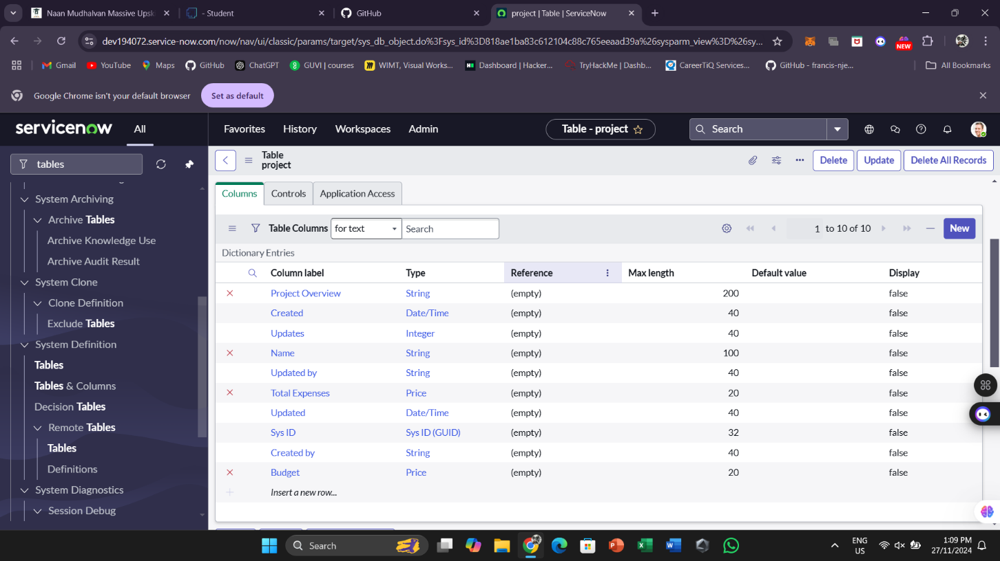 Naan Mudhalvan Massive Upsk
- Student
GitHub
project | Table | ServiceNow
dev194072.service-now.com/now/nav/ui/classic/params/target/sys_db_object.do%3Fsys_id%3D818ae1ba83c612104c88c765eeaad39a%26sysparm_view%3D%26sy...
NEW
Gmail
YouTube
Maps
GitHub
ChatGPT
GUVI | courses
WIMT, Visual Works...
Dashboard | Hacker...
TryHackMe | Dashb...
CareerTiQ Services...
GitHub - francis-nje...
All Bookmarks
Google Chrome isn't your default browser
Set as default
servicenow
All
Favorites
History
Workspaces
Admin
Table - project
Search
tables
System Archiving
Archive Tables
Archive Knowledge Use
Archive Audit Result
System Clone
Clone Definition
Exclude Tables
System Definition
Tables
Tables & Columns
Decision Tables
Remote Tables
Tables
Definitions
System Diagnostics
Session Debug
Table
project
Delete
Update
Delete All Records
Columns
Controls
Application Access
Table Columns
for text
Search
1 to 10 of 10
New
Dictionary Entries
Column label Type Reference Max length Default value Display
Project Overview String (empty) 200 false
Created Date/Time (empty) 40 false
Updates Integer (empty) 40 false
Name String (empty) 100 false
Updated by String (empty) 40 false
Total Expenses Price (empty) 20 false
Updated Date/Time (empty) 40 false
Sys ID Sys ID (GUID) (empty) 32 false
Created by String (empty) 40 false
Budget Price (empty) 20 false
Insert a new row...
Search
ENG
US
1:09 PM
27/11/2024